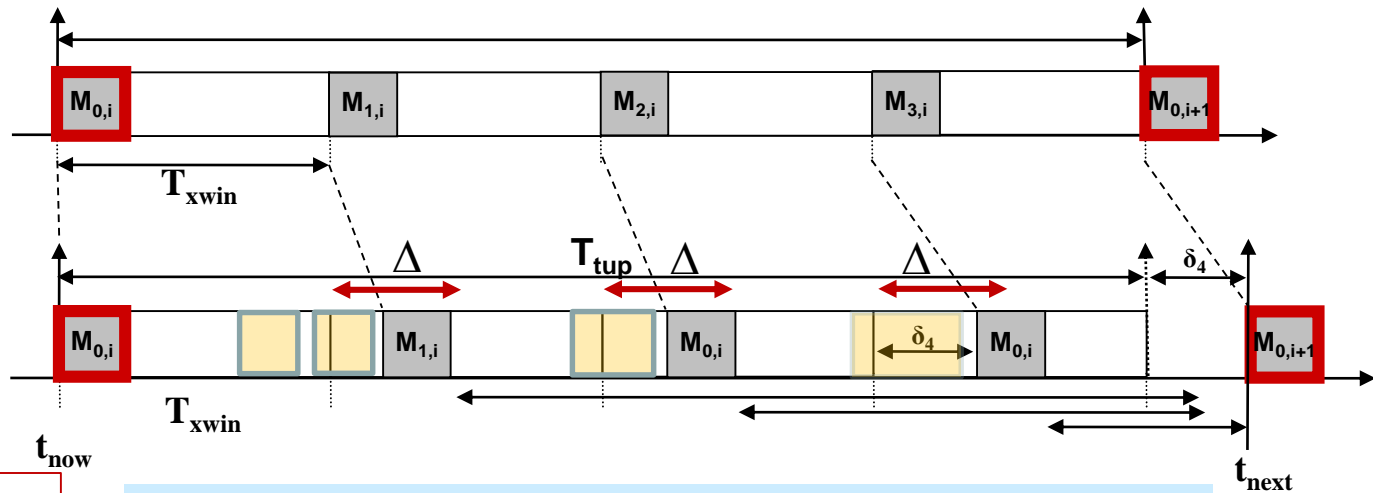 M0,i M1,i M2,i M3,i M0,i+1
Txwin
Δ Ttup Δ Δ δ4
M0,i M1,i M0,i δ4 M0,i M0,i+1
Txwin
tnow tnext